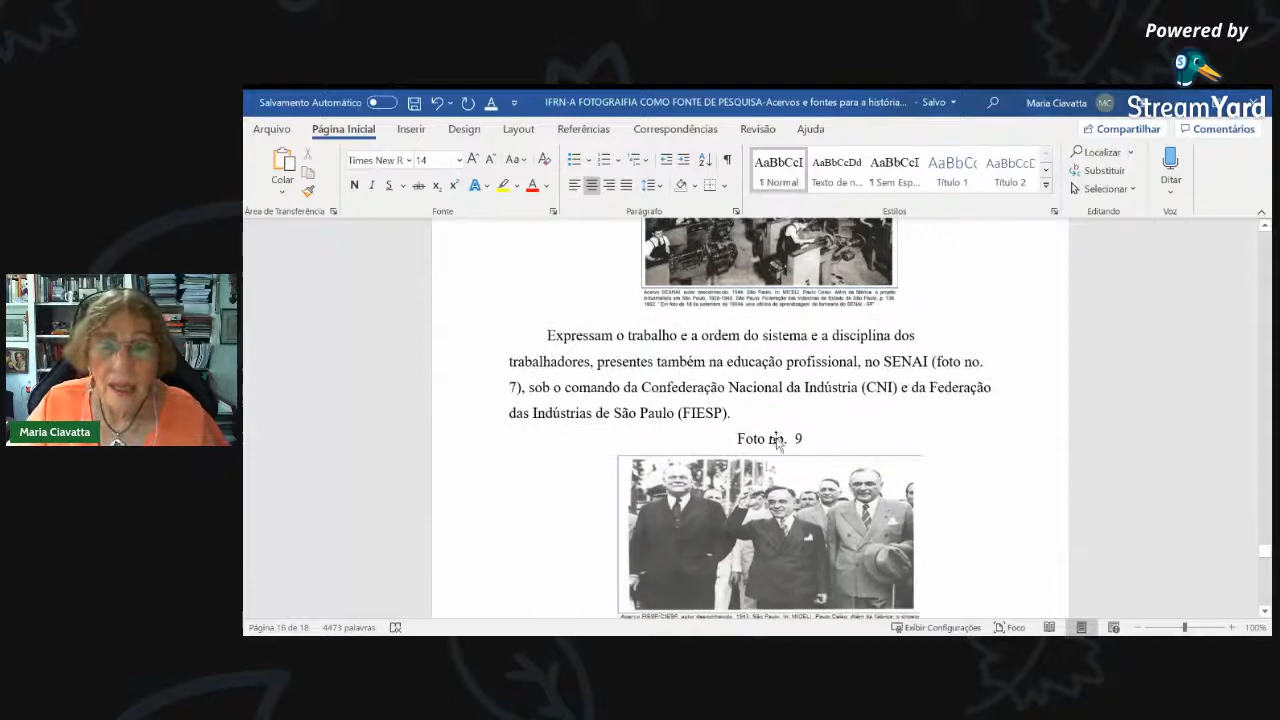 Powered by
StreamYard
Salvamento Automático
IFRN-A FOTOGRAIFIA COMO FONTE DE PESQUISA-Acervos e fontes para a história... - Salvo
Maria Ciavatta
MC
Arquivo Página Inicial Inserir Design Layout Referências Correspondências Revisão Ajuda
Compartilhar Comentários
Colar
Times New R 14
AaBbCcI AaBbCcDd AaBbCcI AaBbCc AaBbCcD
¶ Normal Texto de n... ¶ Sem Esp... Título 1 Título 2
Localizar
Substituir
Selecionar
Ditar
Área de Transferência Fonte Parágrafo Estilos Editando Voz
Expressam o trabalho e a ordem do sistema e a disciplina dos
trabalhadores, presentes também na educação profissional, no SENAI (foto no.
7), sob o comando da Confederação Nacional da Indústria (CNI) e da Federação
das Indústrias de São Paulo (FIESP).
Foto no. 9
Maria Ciavatta
Página 16 de 18 4473 palavras
Exibir Configurações Foco 100%